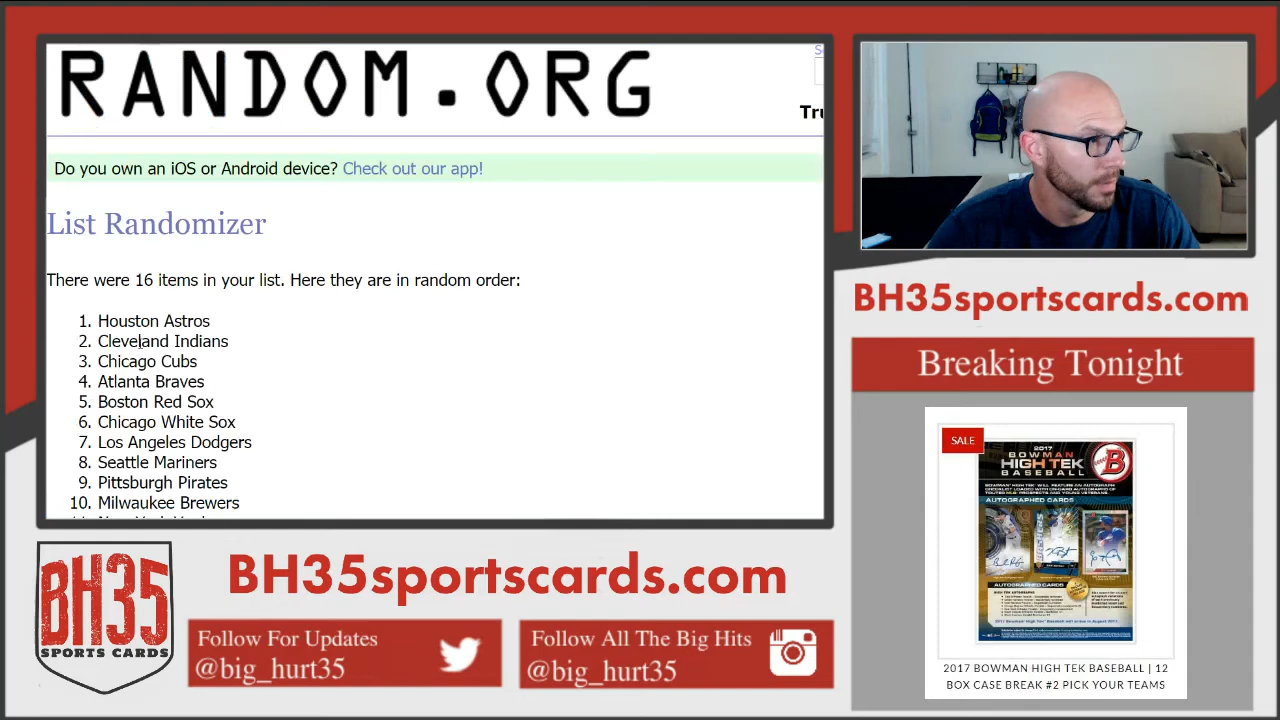 RANDOM.ORG
Do you own an iOS or Android device? Check out our app!
List Randomizer
There were 16 items in your list. Here they are in random order:
1. Houston Astros
2. Cleveland Indians
3. Chicago Cubs
4. Atlanta Braves
5. Boston Red Sox
6. Chicago White Sox
7. Los Angeles Dodgers
8. Seattle Mariners
9. Pittsburgh Pirates
10. Milwaukee Brewers
BH35sportscards.com
Breaking Tonight
SALE
2017
BOWMAN
HIGH TEK
BASEBALL
B
AUTOGRAPHED CARDS
2017 BOWMAN HIGH TEK BASEBALL | 12
BOX CASE BREAK #2 PICK YOUR TEAMS
BH35
SPORTS CARDS
BH35sportscards.com
Follow For Updates
@big_hurt35
Follow All The Big Hits
@big_hurt35